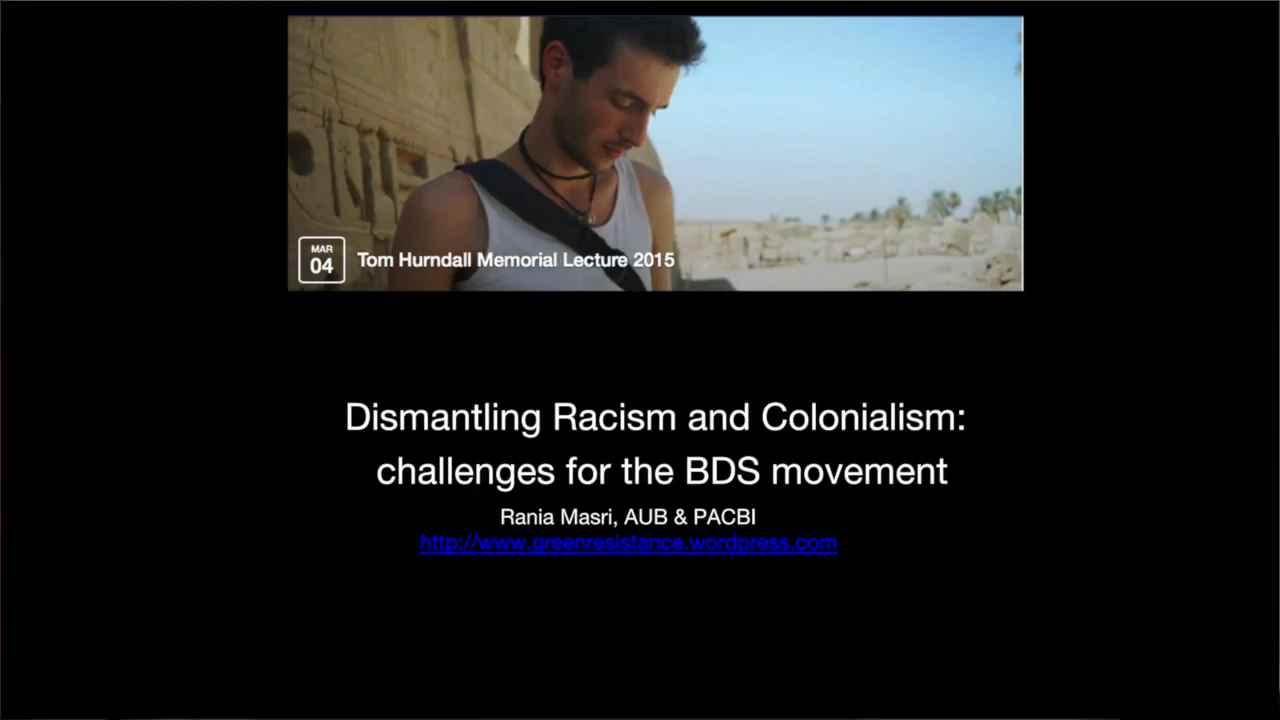 MAR
04
Tom Hurndall Memorial Lecture 2015
Dismantling Racism and Colonialism:
challenges for the BDS movement
Rania Masri, AUB & PACBI
http://www.greenresistance.wordpress.com